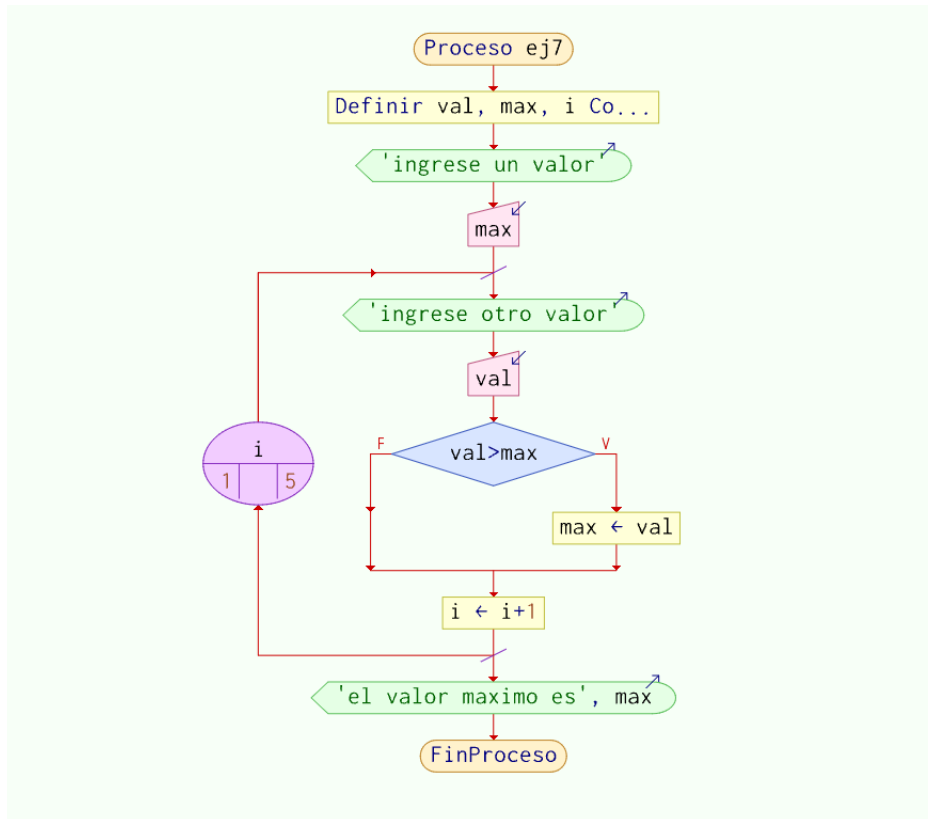 Proceso ej7
Definir val, max, i Co...
'ingrese un valor'
max
'ingrese otro valor'
val
i
1 5
F
val>max
V
max ← val
i ← i+1
'el valor maximo es', max
FinProceso